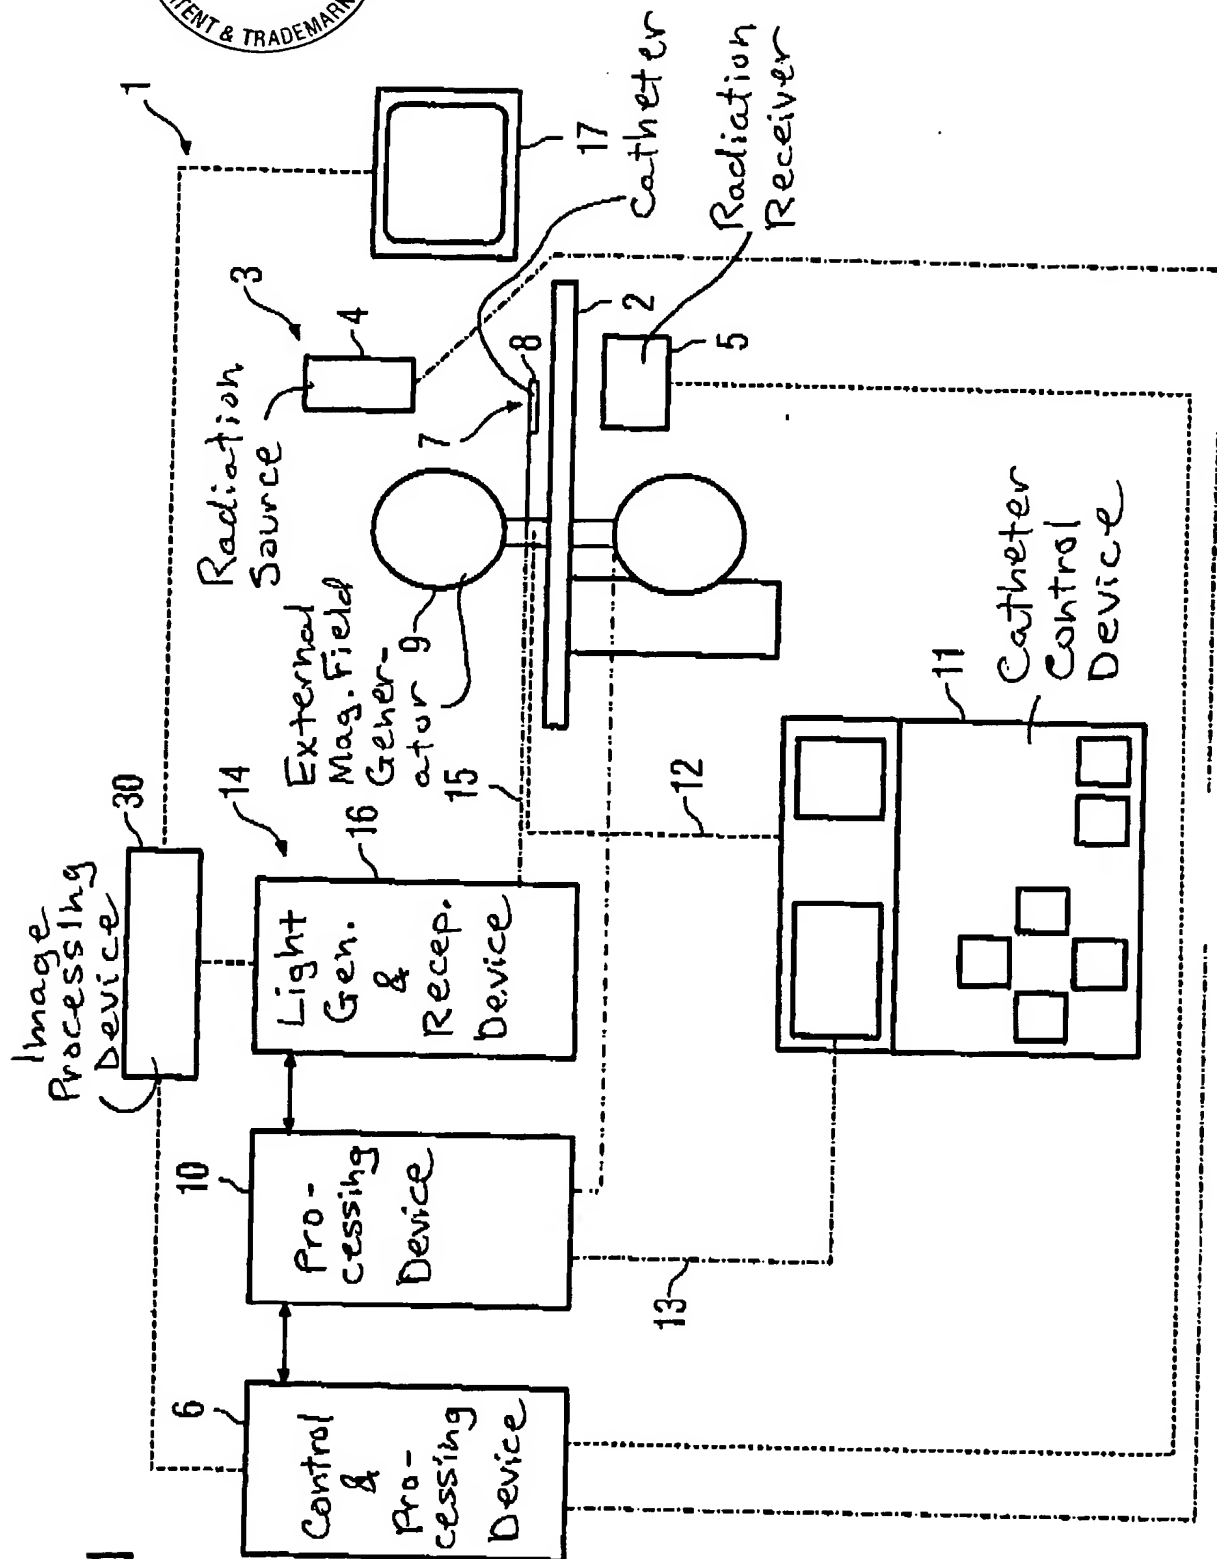 TENT & TRADEMAR
1
17
Catheter
Radiation
Receiver
3
4
Radiation
Source
7
8
2
5
External
Mag. Field
Gener-
ator
9
15
Image
Processing
Device
30
14
16
Light
Gen.
&
Recep.
Device
12
11
Catheter
Control
Device
10
Pro-
cessing
Device
13
6
Control
&
Pro-
cessing
Device